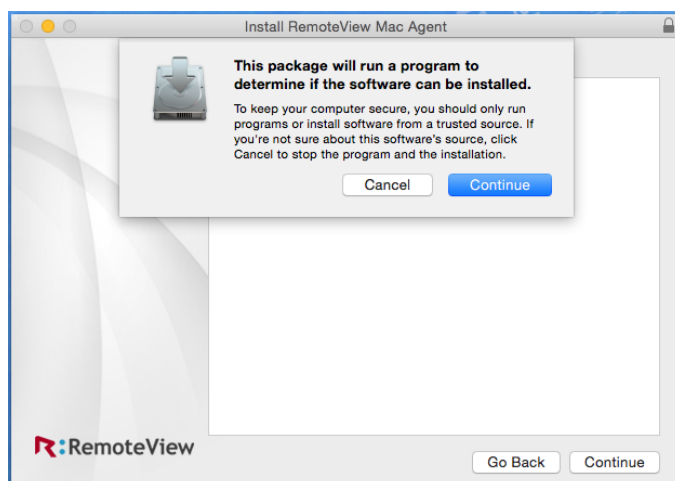 Install RemoteView Mac Agent
This package will run a program to
determine if the software can be installed.
To keep your computer secure, you should only run
programs or install software from a trusted source. If
you're not sure about this software's source, click
Cancel to stop the program and the installation.
Cancel
Continue
R:RemoteView
Go Back
Continue